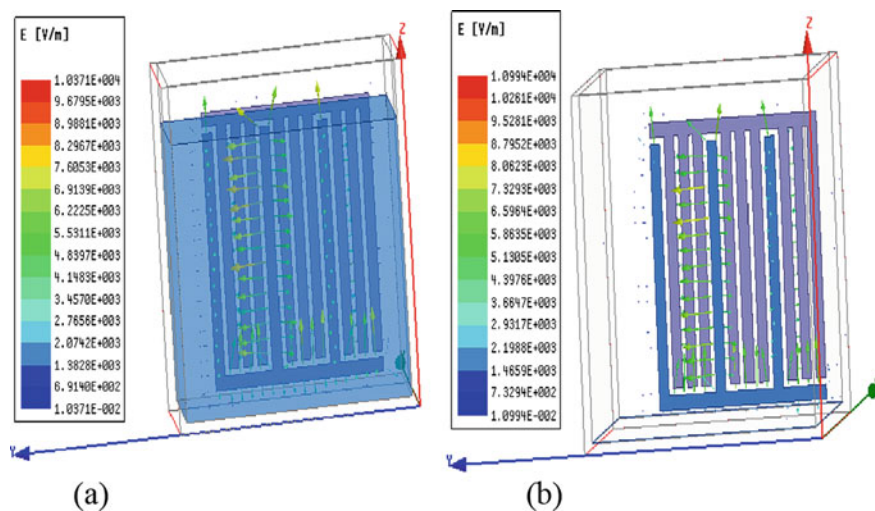 E [V/m]
1.0371E+004
9.6795E+003
8.9881E+003
8.2967E+003
7.6053E+003
6.9139E+003
6.2225E+003
5.5311E+003
4.8397E+003
4.1483E+003
3.4570E+003
2.7656E+003
2.0742E+003
1.3828E+003
6.9140E+002
1.0371E-002
Z
Y
(a)
E [V/m]
1.0994E+004
1.0261E+004
9.5281E+003
8.7952E+003
8.0623E+003
7.3293E+003
6.5964E+003
5.8635E+003
5.1305E+003
4.3976E+003
3.6647E+003
2.9317E+003
2.1988E+003
1.4659E+003
7.3294E+002
1.0994E-002
Z
Y
(b)